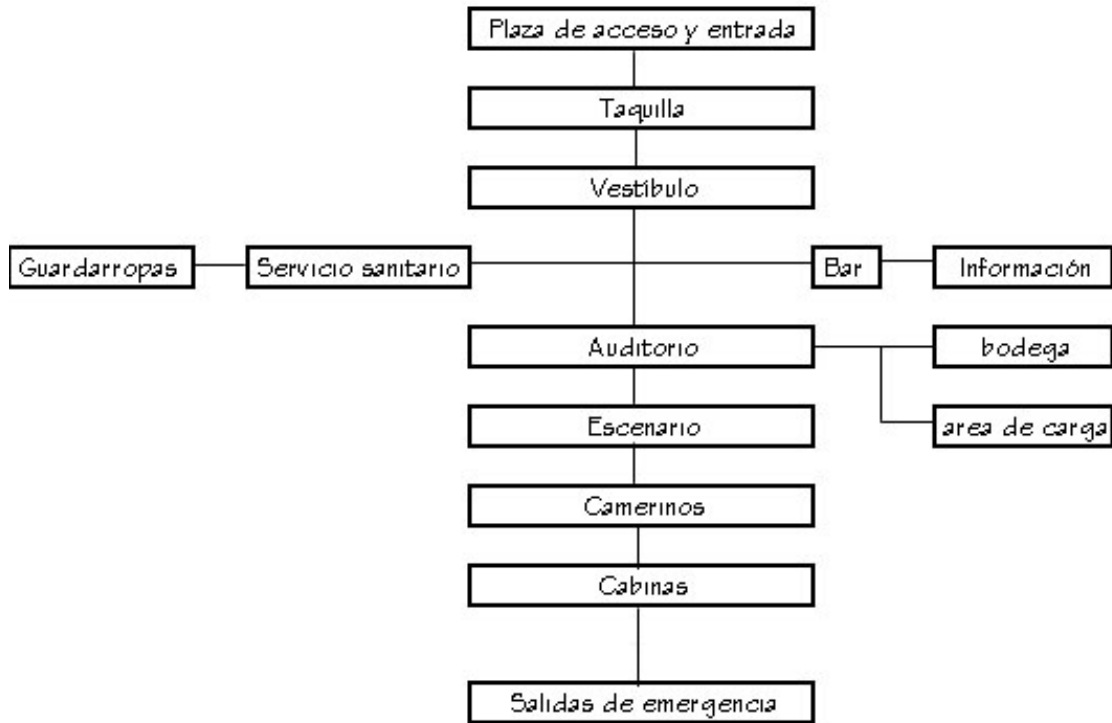 Plaza de acceso y entrada
Taquilla
Vestíbulo
Guardarropas
Servicio sanitario
Bar
Información
Auditorio
bodega
Escenario
area de carga
Camerinos
Cabinas
Salidas de emergencia